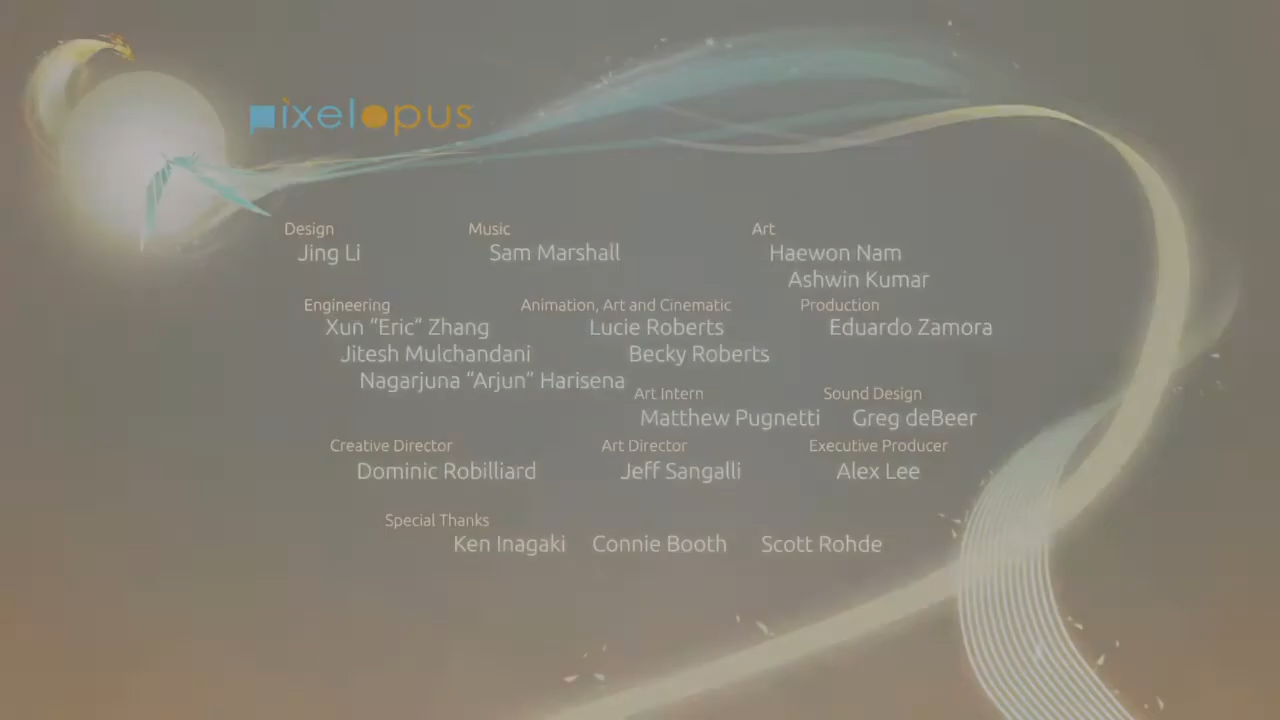 pixelopus
Design Music Art
Jing Li Sam Marshall Haewon Nam
Ashwin Kumar
Engineering Animation, Art and Cinematic Production
Xun “Eric” Zhang Lucie Roberts Eduardo Zamora
Jitesh Mulchandani Becky Roberts
Nagarjuna “Arjun” Harisena
Art Intern Sound Design
Matthew Pugnetti Greg deBeer
Creative Director Art Director Executive Producer
Dominic Robilliard Jeff Sangalli Alex Lee
Special Thanks
Ken Inagaki Connie Booth Scott Rohde